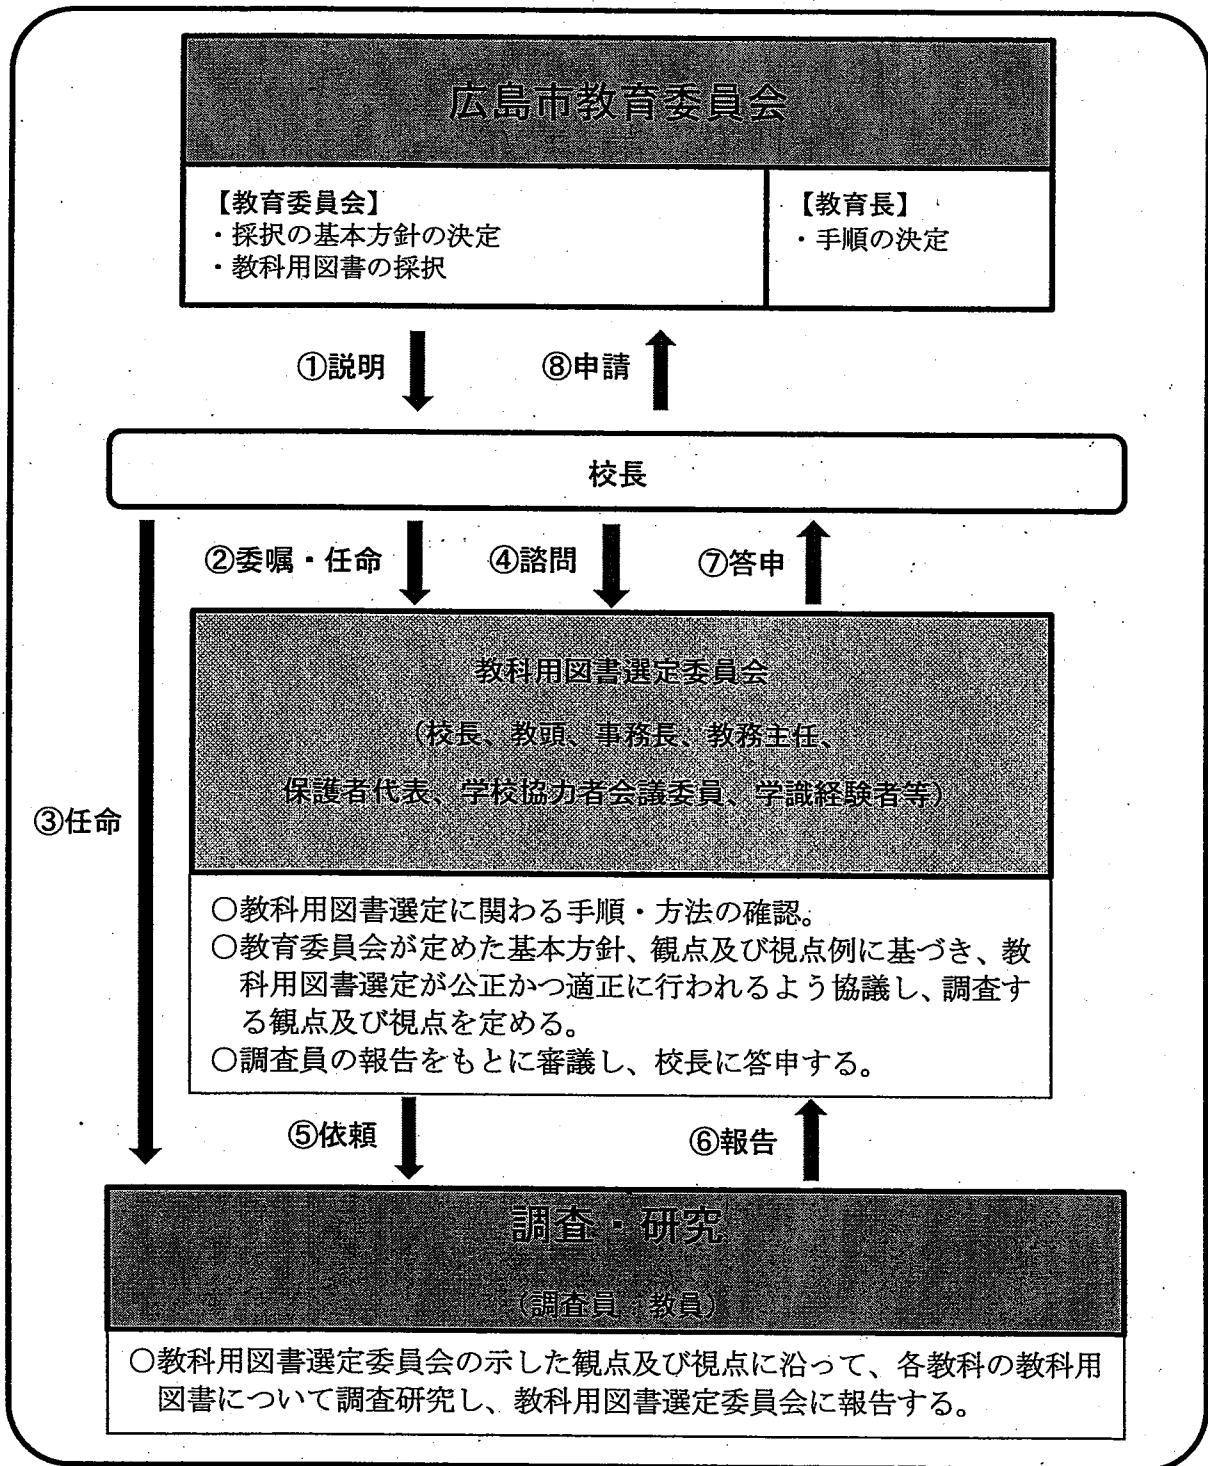 広島市教育委員会
【教育委員会】
・採択の基本方針の決定
・教科用図書の採択
【教育長】
・手順の決定
①説明
⑧申請
校長
②委嘱・任命
④諮問
⑦答申
教科用図書選定委員会
(校長、教頭、事務長、教務主任、
保護者代表、学校協力者会議委員、学識経験者等)
③任命
○教科用図書選定に関わる手順・方法の確認。
○教育委員会が定めた基本方針、観点及び視点例に基づき、教
科用図書選定が公正かつ適正に行われるよう協議し、調査す
る観点及び視点を定める。
○調査員の報告をもとに審議し、校長に答申する。
⑤依頼
⑥報告
調査・研究
(調査員:教員)
○教科用図書選定委員会の示した観点及び視点に沿って、各教科の教科用
図書について調査研究し、教科用図書選定委員会に報告する。